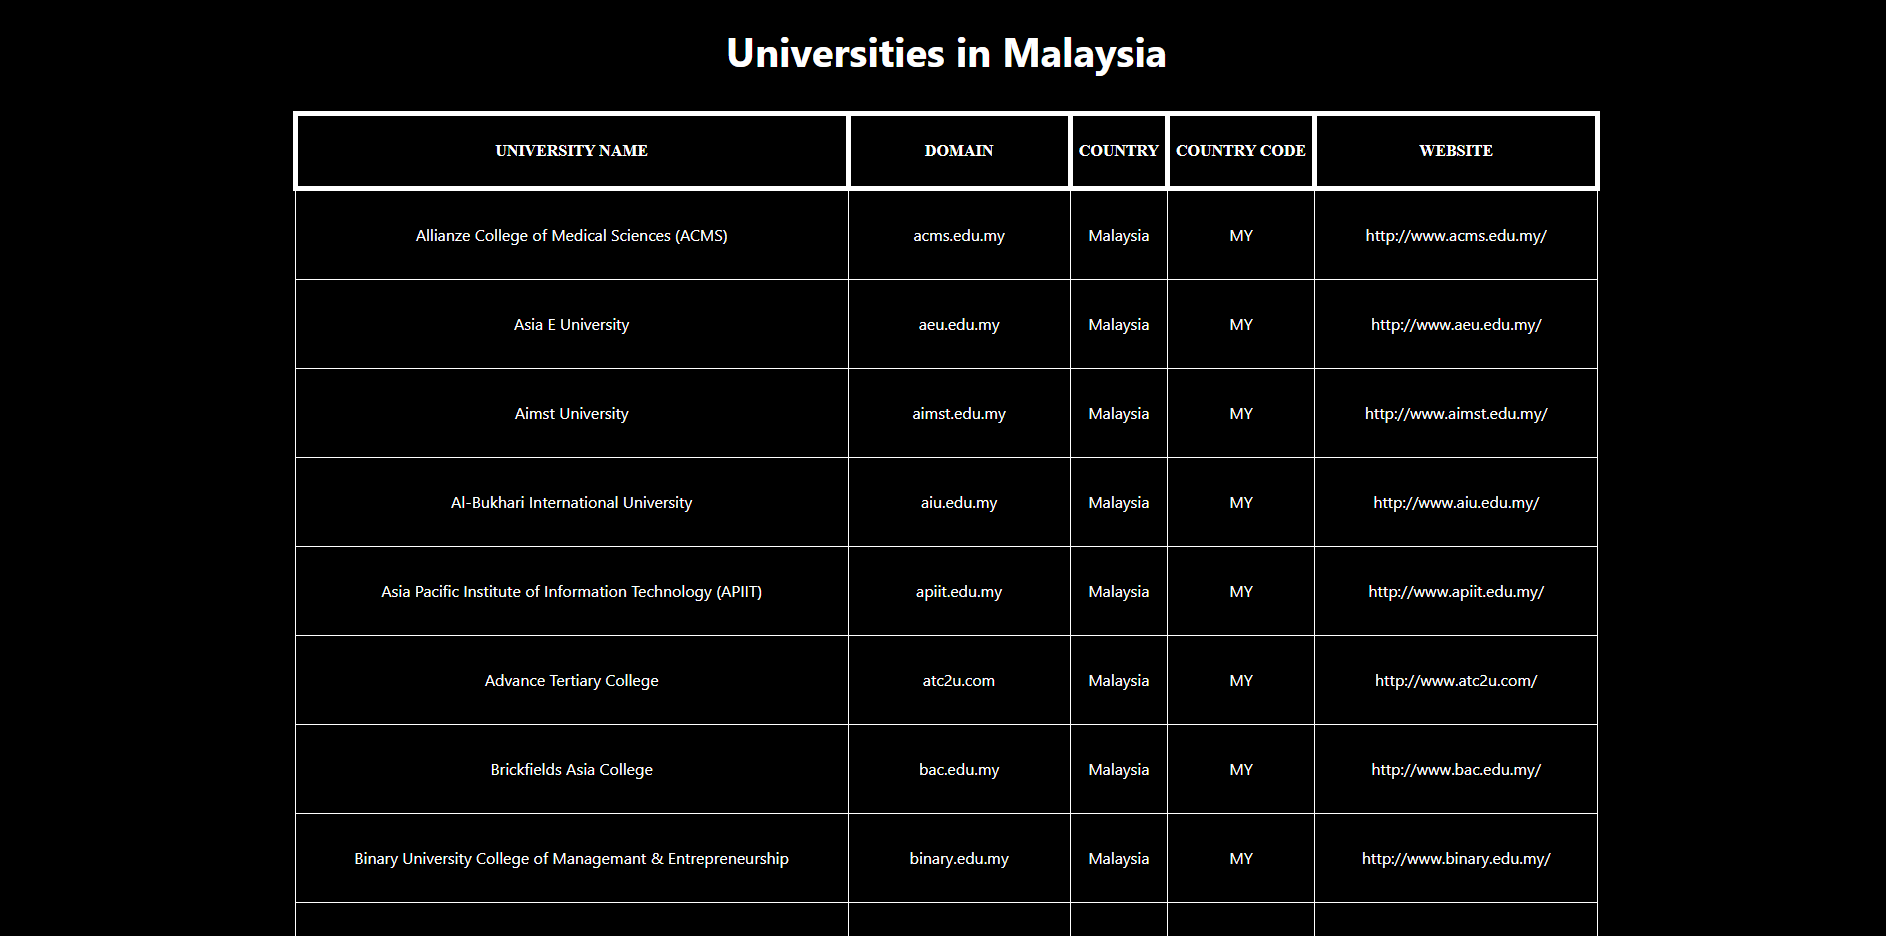 Universities in Malaysia
UNIVERSITY NAME DOMAIN COUNTRY COUNTRY CODE WEBSITE
Allianze College of Medical Sciences (ACMS) acms.edu.my Malaysia MY http://www.acms.edu.my/
Asia E University aeu.edu.my Malaysia MY http://www.aeu.edu.my/
Aimst University aimst.edu.my Malaysia MY http://www.aimst.edu.my/
Al-Bukhari International University aiu.edu.my Malaysia MY http://www.aiu.edu.my/
Asia Pacific Institute of Information Technology (APIIT) apiit.edu.my Malaysia MY http://www.apiit.edu.my/
Advance Tertiary College atc2u.com Malaysia MY http://www.atc2u.com/
Brickfields Asia College bac.edu.my Malaysia MY http://www.bac.edu.my/
Binary University College of Managemant & Entrepreneurship binary.edu.my Malaysia MY http://www.binary.edu.my/